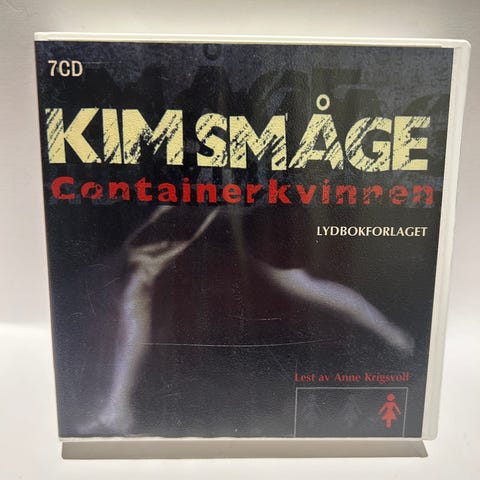 7CD
KIM SMÅGE
Containerkvinnen
LYDBOKFORLAGET
Lest av Anne Krigsvoll